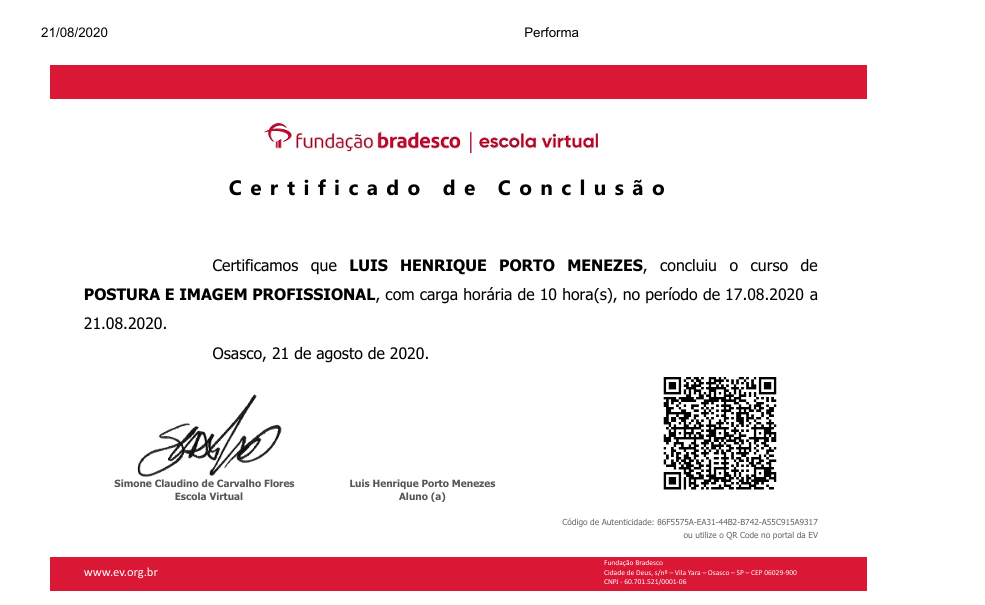 21/08/2020
Performa
fundação bradesco | escola virtual
Certificado de Conclusão
Certificamos que LUIS HENRIQUE PORTO MENEZES, concluiu o curso de
POSTURA E IMAGEM PROFISSIONAL, com carga horária de 10 hora(s), no período de 17.08.2020 a
21.08.2020.
Osasco, 21 de agosto de 2020.
Simone Claudino de Carvalho Flores
Escola Virtual
Luis Henrique Porto Menezes
Aluno (a)
Código de Autenticidade: 86F5575A-EA31-44B2-B742-A55C915A9317
ou utilize o QR Code no portal da EV
www.ev.org.br
Fundação Bradesco
Cidade de Deus, s/nº – Vila Yara – Osasco – SP – CEP 06029-900
CNPJ - 60.701.521/0001-06